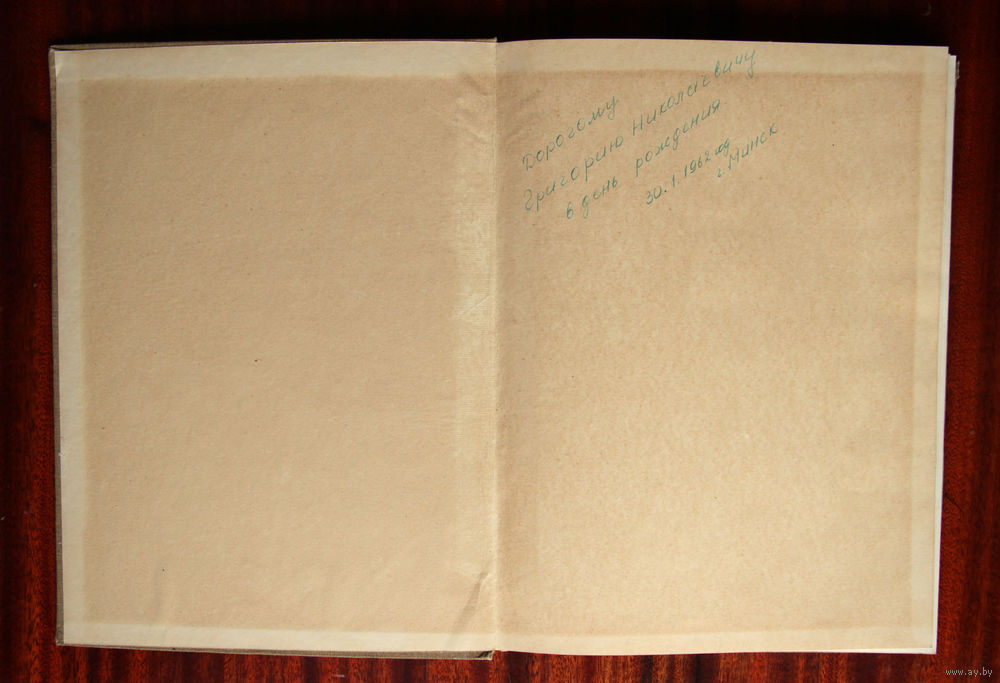 Дорогому
Григорию Николаевичу
в день рождения.
30.1.1962 год
г. Минск
www.ay.by